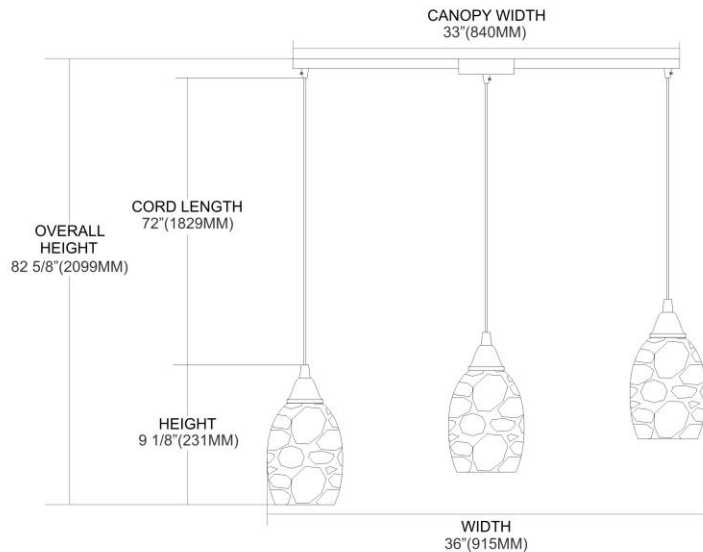 CANOPY WIDTH
33"(840MM)
CORD LENGTH
72"(1829MM)
OVERALL
HEIGHT
82 5/8"(2099MM)
HEIGHT
9 1/8"(231MM)
WIDTH
36"(915MM)